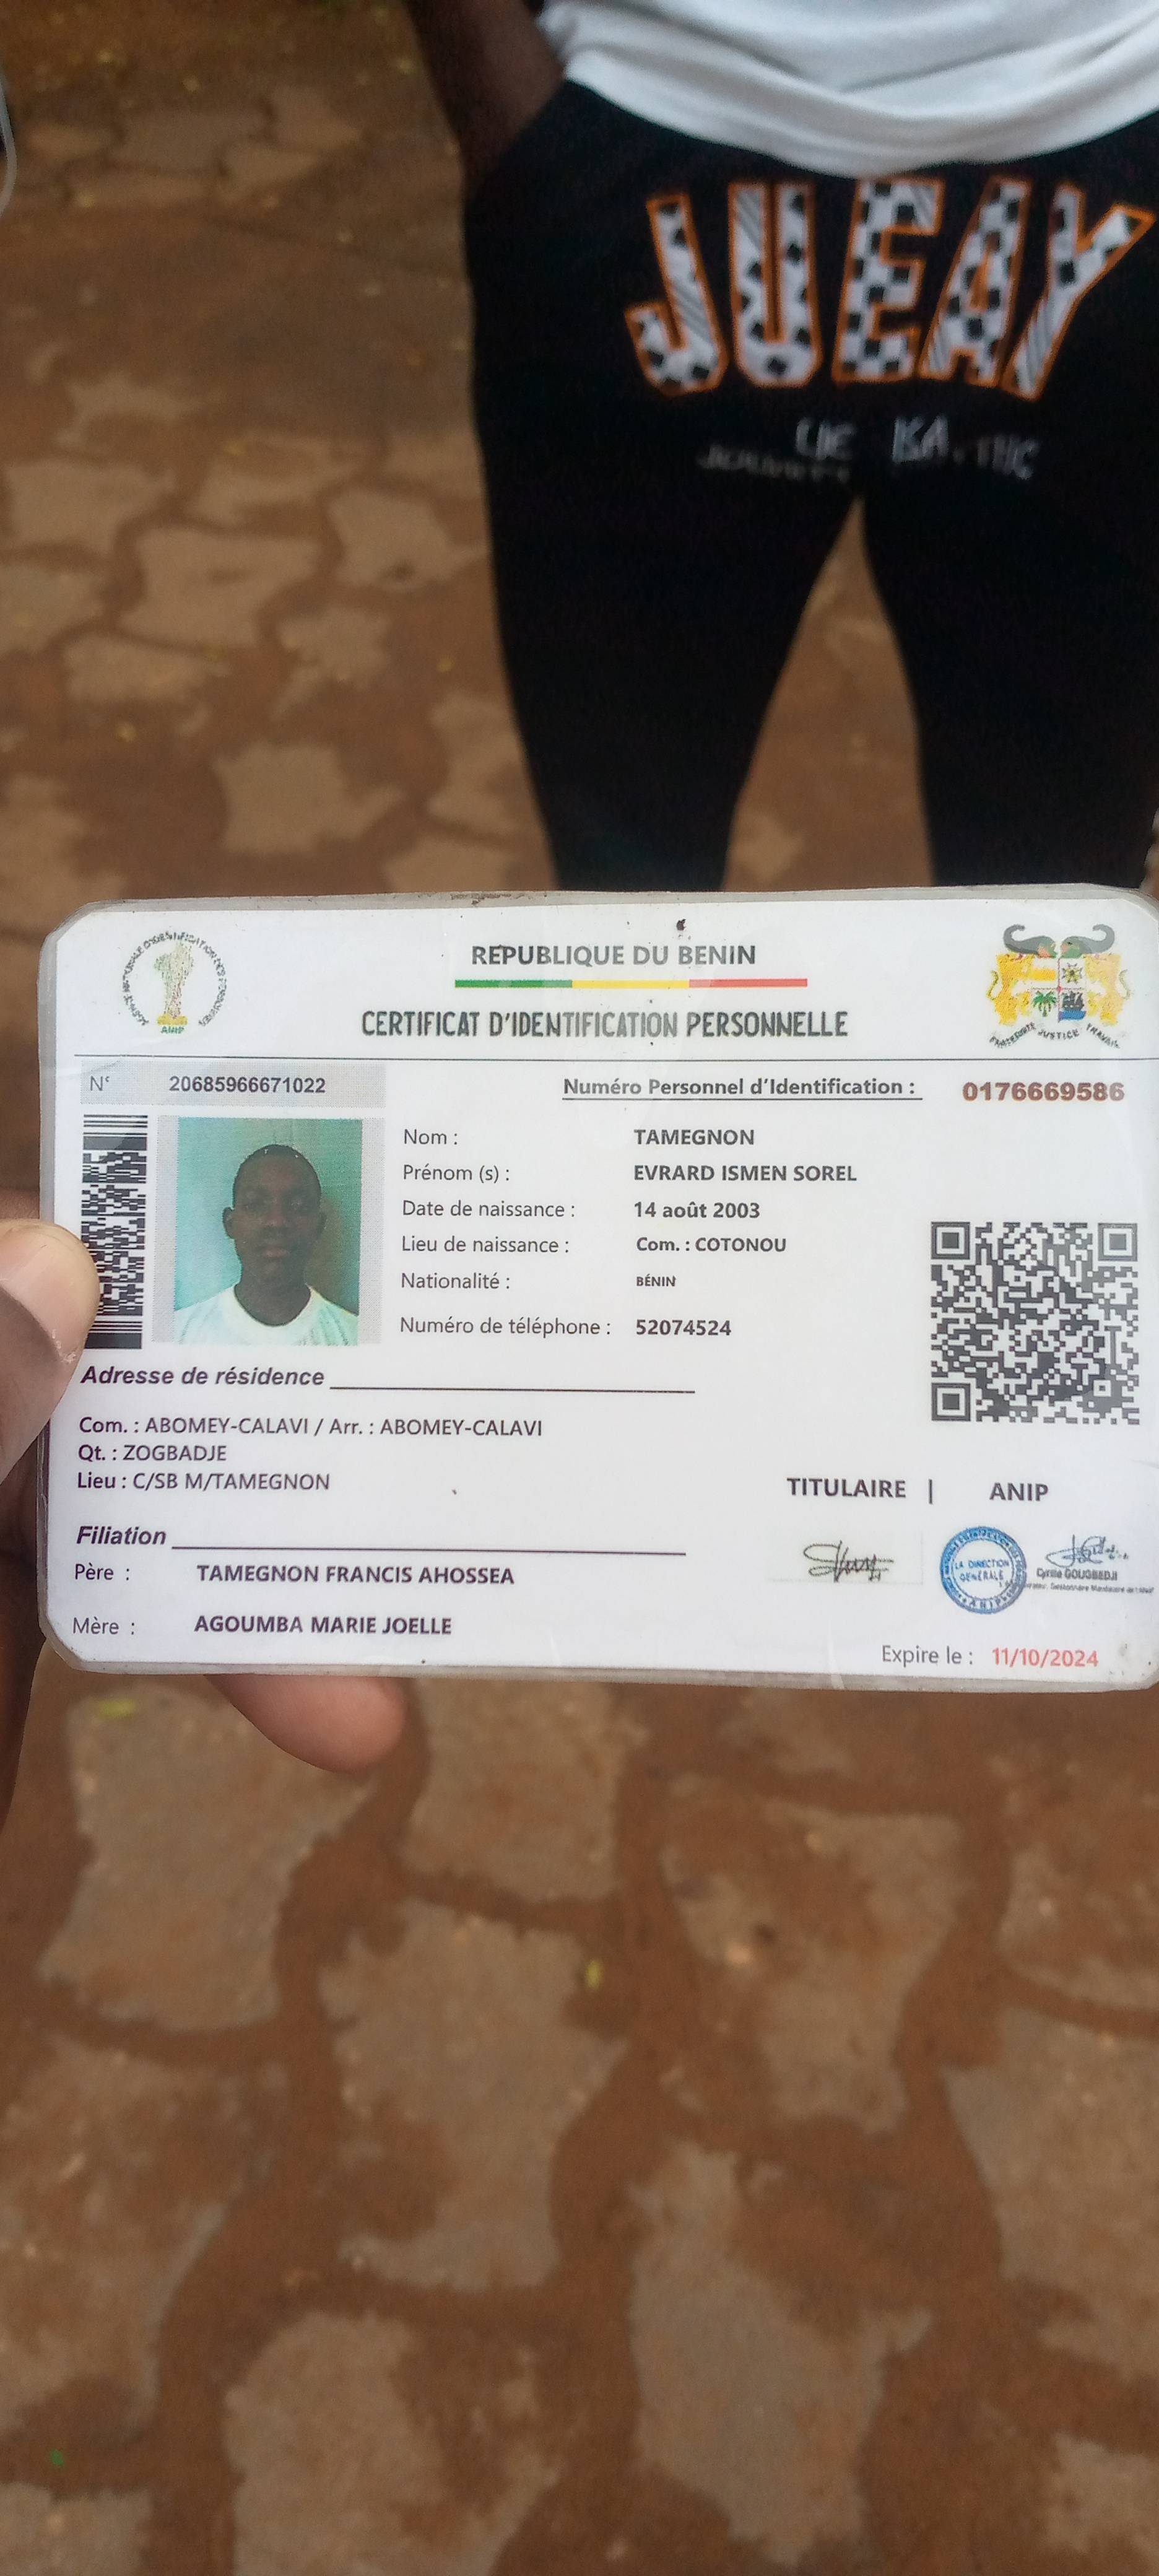 JUEAY
REPUBLIQUE DU BENIN
CERTIFICAT D'IDENTIFICATION PERSONNELLE
ANIP
FRATERNITE JUSTICE TRAVAIL
N° 20685966671022
Numéro Personnel d'Identification : 0176669586
Nom : TAMEGNON
Prénom (s) : EVRARD ISMEN SOREL
Date de naissance : 14 août 2003
Lieu de naissance : Com. : COTONOU
Nationalité : BÉNIN
Numéro de téléphone : 52074524
Adresse de résidence
Com. : ABOMEY-CALAVI / Arr. : ABOMEY-CALAVI
Qt. : ZOGBADJE
Lieu : C/SB M/TAMEGNON
TITULAIRE | ANIP
Filiation
Père : TAMEGNON FRANCIS AHOSSEA
LA DIRECTION
GENERALE
ANIP
Cyrille GOUGBEDJI
Mère : AGOUMBA MARIE JOELLE
Expire le : 11/10/2024